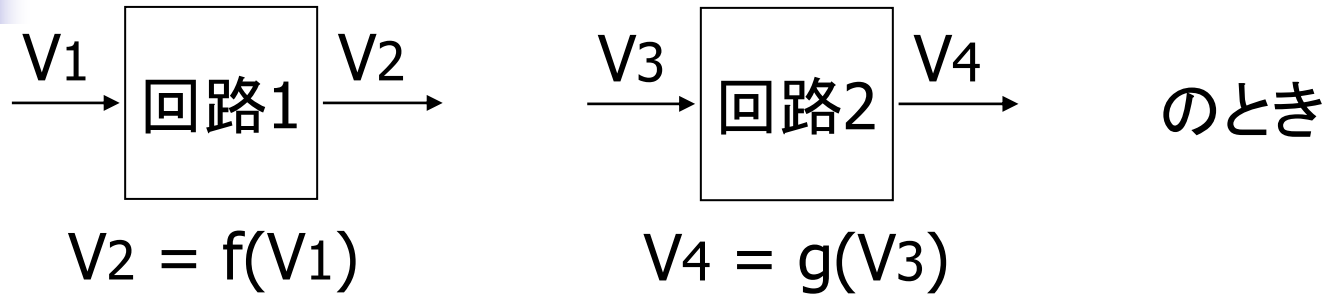 V1 回路1 V2 V3 回路2 V4 のとき
V2 = f(V1) V4 = g(V3)